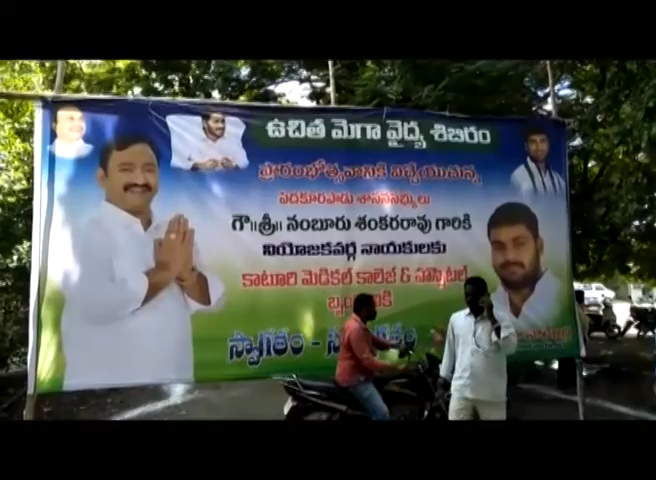 ఉచిత మెగా వైద్య శిబిరం
ప్రారంభోత్సవానికి విచ్చేయుచున్న
పెదకూరపాడు శాసనసభ్యులు
గౌ||శ్రీ|| నంబూరు శంకరరావు గారికి
నియోజకవర్గ నాయకులకు
కాటూరి మెడికల్ కాలేజ్ & హాస్పిటల్
బృందానికి
స్వాగతం -